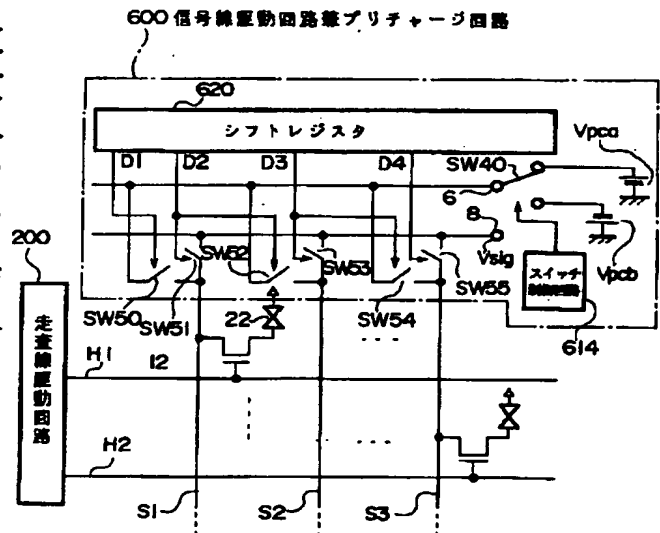 600 信号線駆動回路兼プリチャージ回路
620
シフトレジスタ
D1 D2 D3 D4
SW40
Vpca
6
8
Vsig
Vpcb
200
SW52
SW53
SW55
SW50
SW51
SW54
スイッチ
614
22
走査線駆動回路
12
H1
H2
S1
S2
S3